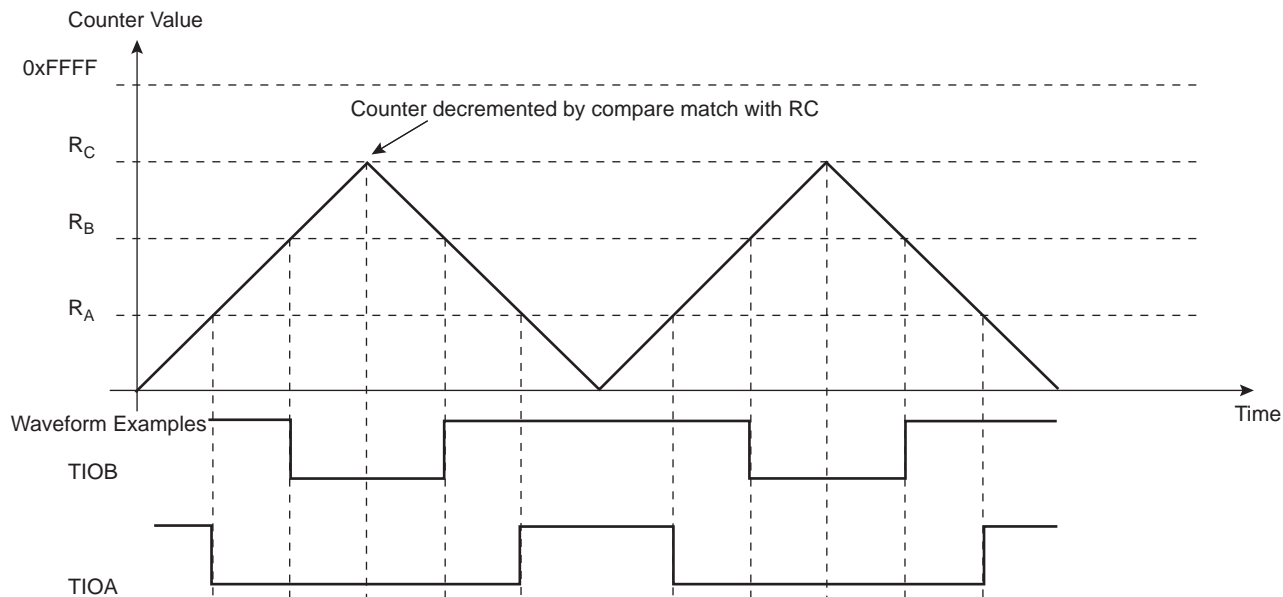 Counter Value
0xFFFF
Counter decremented by compare match with RC
RC
RB
RA
Time
Waveform Examples
TIOB
TIOA